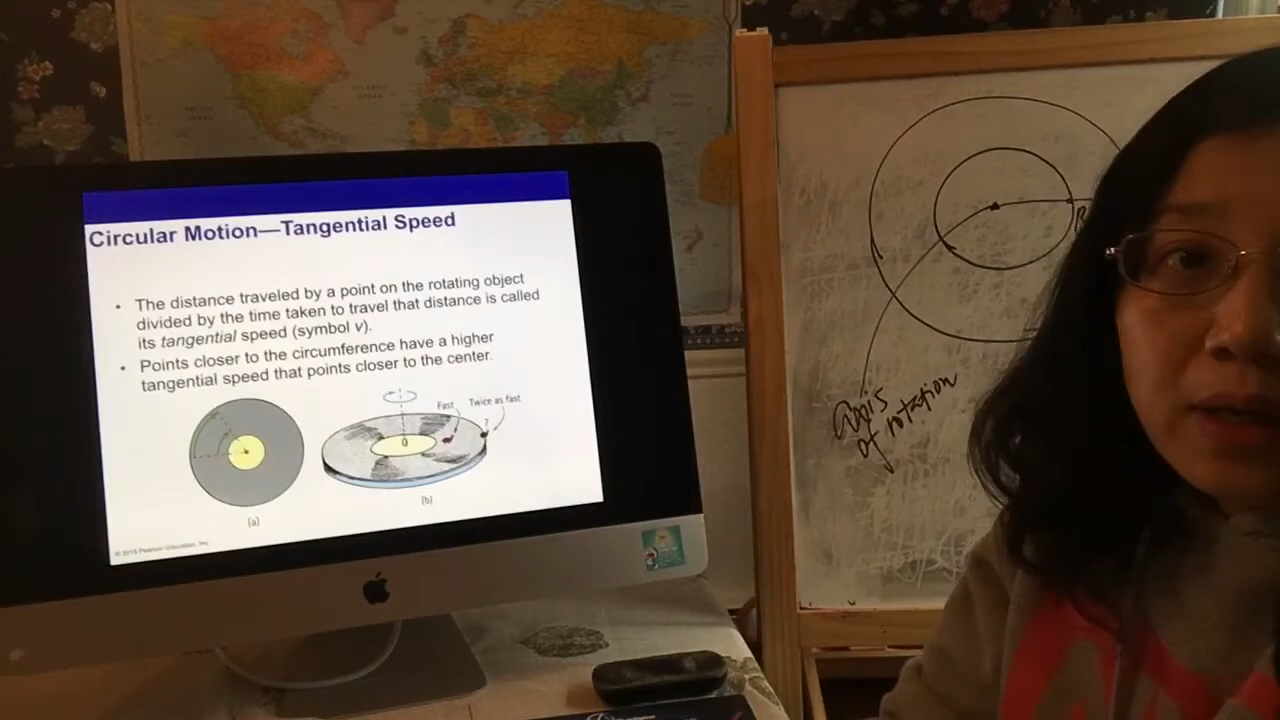 Circular Motion—Tangential Speed
• The distance traveled by a point on the rotating object
divided by the time taken to travel that distance is called
its tangential speed (symbol v).
• Points closer to the circumference have a higher
tangential speed that points closer to the center.
Fast
Twice as fast
(a)
(b)
© 2015 Pearson Education, Inc.
axis
of rotation